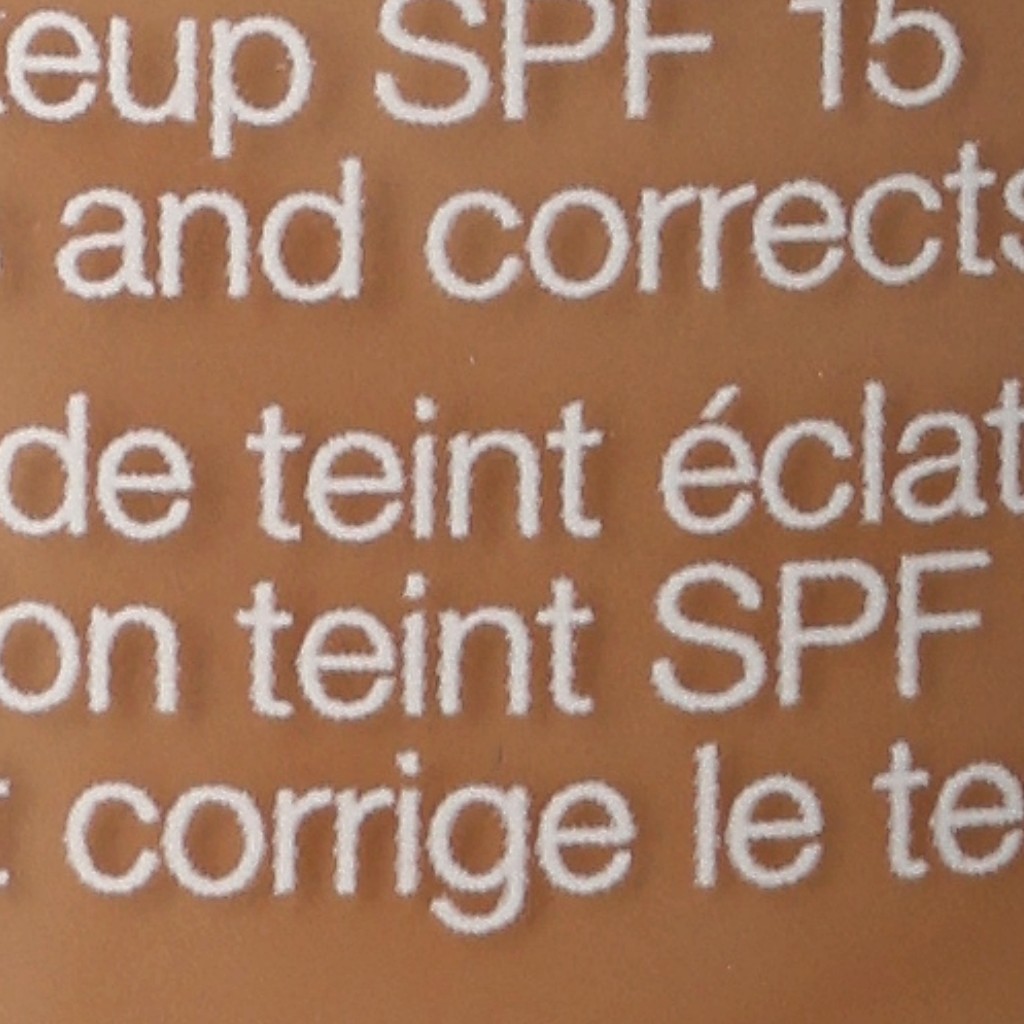 eup SPF 15
and corrects
de teint éclat
on teint SPF
t corrige le te